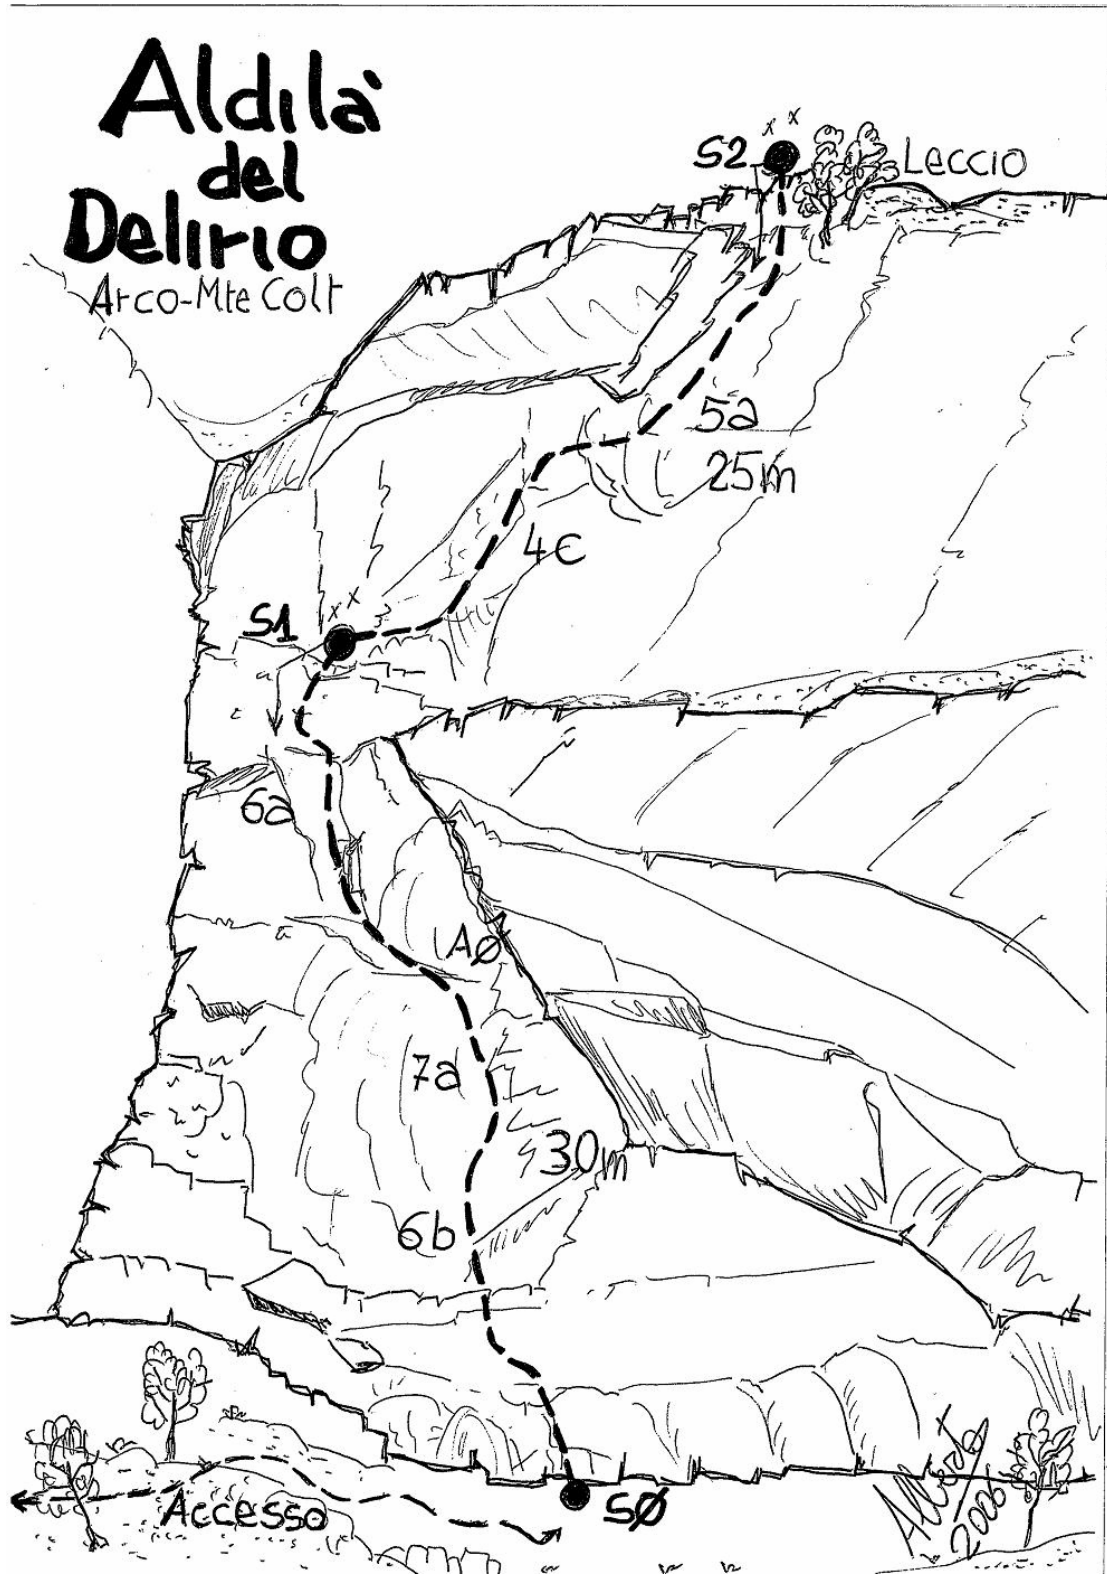 Aldilà
del
Delirio
Arco-Mte Colt
S2
Leccio
5a
25m
4c
S1
6a
A0
7a
30m
6b
S0
Accesso
2006